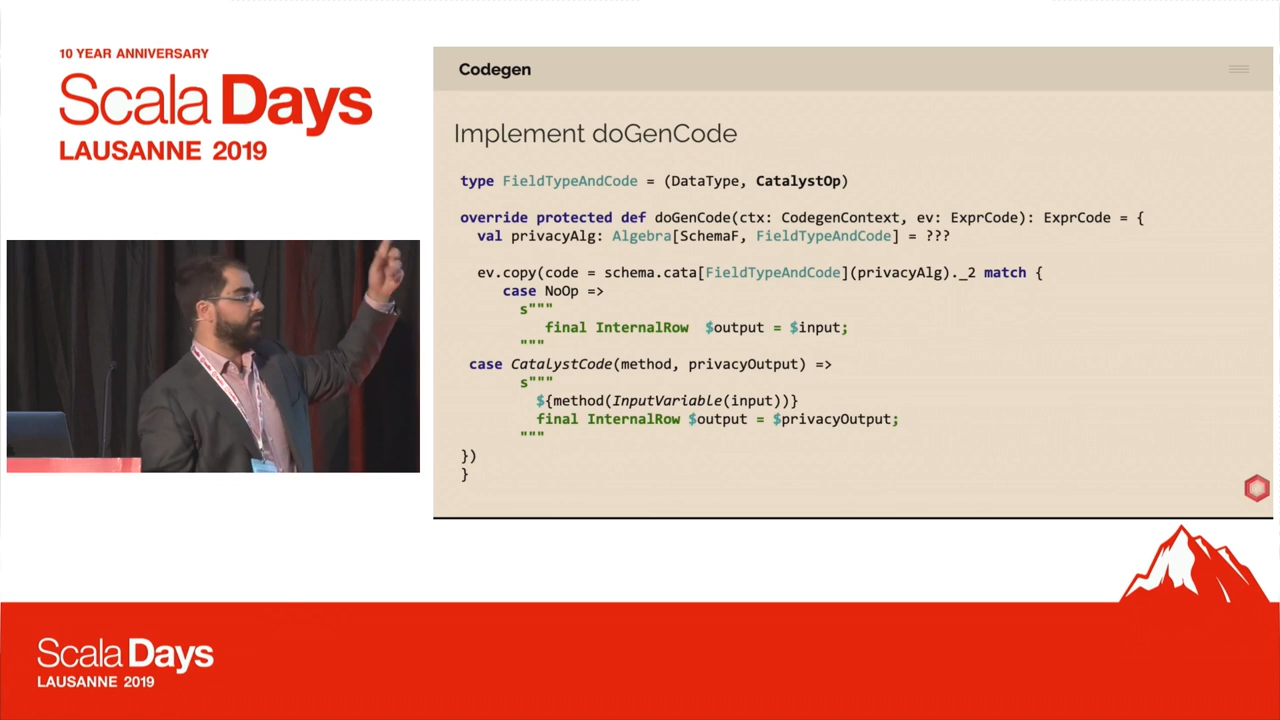 10 YEAR ANNIVERSARY
Scala Days
LAUSANNE 2019
Codegen
Implement doGenCode
type FieldTypeAndCode = (DataType, CatalystOp)
override protected def doGenCode(ctx: CodegenContext, ev: ExprCode): ExprCode = {
val privacyAlg: Algebra[SchemaF, FieldTypeAndCode] = ???
ev.copy(code = schema.cata[FieldTypeAndCode](privacyAlg)._2 match {
case NoOp =>
s"""
final InternalRow $output = $input;
"""
case CatalystCode(method, privacyOutput) =>
s"""
${method(InputVariable(input))}
final InternalRow $output = $privacyOutput;
"""
})
}
Scala Days
LAUSANNE 2019